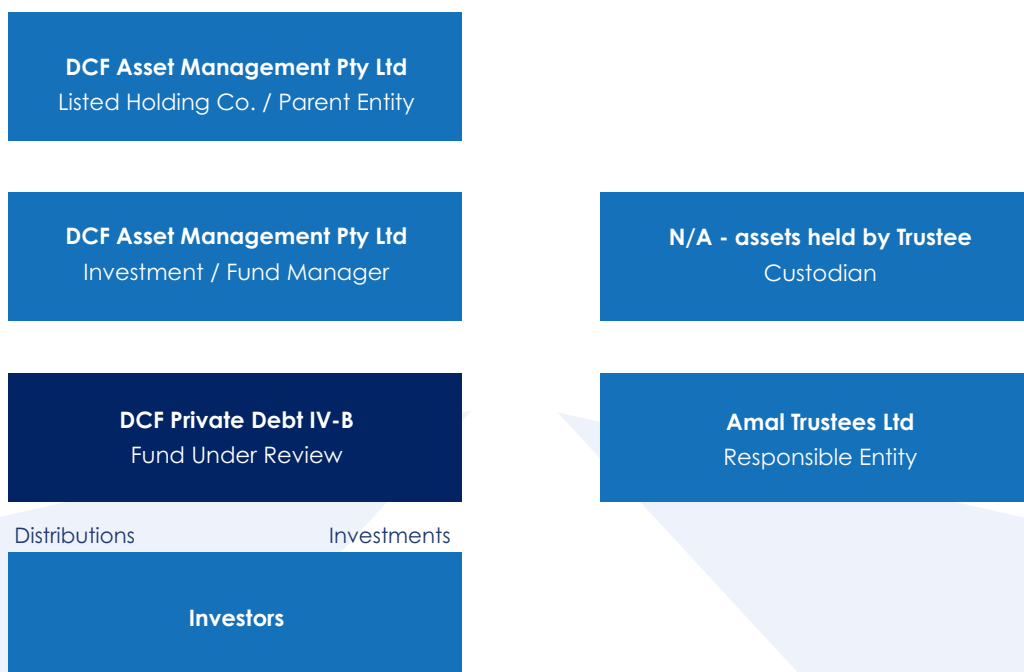 DCF Asset Management Pty Ltd
Listed Holding Co. / Parent Entity
DCF Asset Management Pty Ltd
Investment / Fund Manager
N/A - assets held by Trustee
Custodian
DCF Private Debt IV-B
Fund Under Review
Amal Trustees Ltd
Responsible Entity
Distributions
Investments
Investors